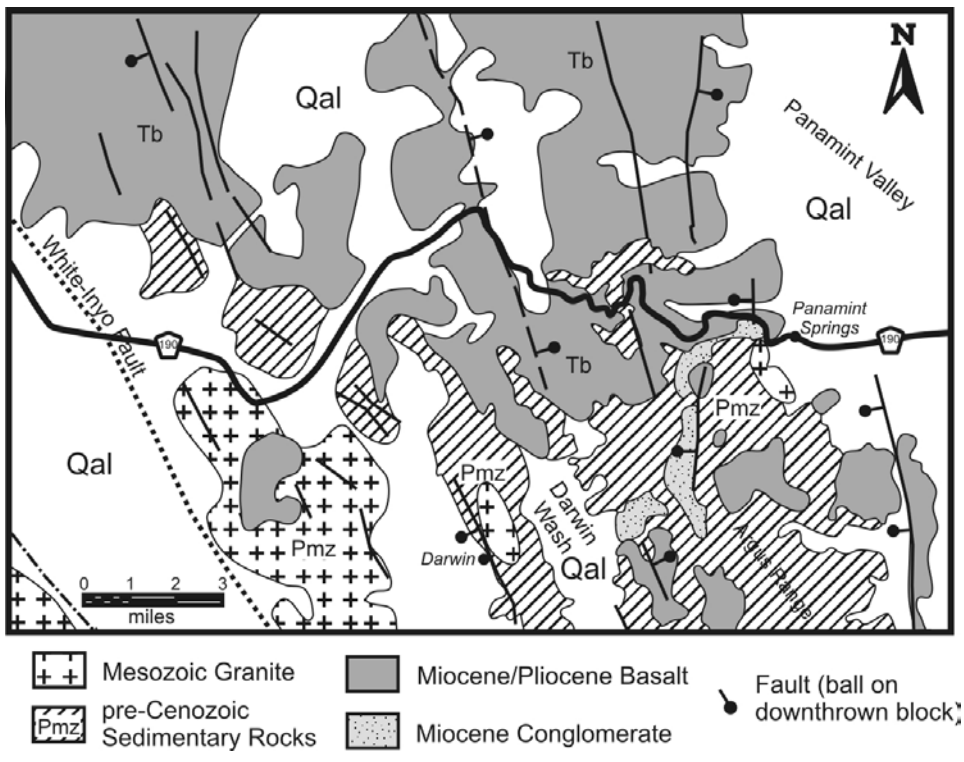 N
Qal
Tb
Tb
Panamint Valley
Qal
White-Inyo Fault
190
Panamint
Springs
190
Tb
Pmz
Qal
Pmz
Darwin
Wash
Pmz
Darwin
Qal
Argus Range
0 1 2 3
miles
Mesozoic Granite
Pmz
pre-Cenozoic
Sedimentary Rocks
Miocene/Pliocene Basalt
Miocene Conglomerate
Fault (ball on
downthrown block)